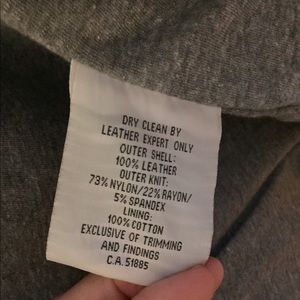 DRY CLEAN BY
LEATHER EXPERT ONLY
OUTER SHELL:
100% LEATHER
OUTER KNIT:
73% NYLON/22% RAYON/
5% SPANDEX
LINING:
100% COTTON
EXCLUSIVE OF TRIMMING
AND FINDINGS
C.A. 51885